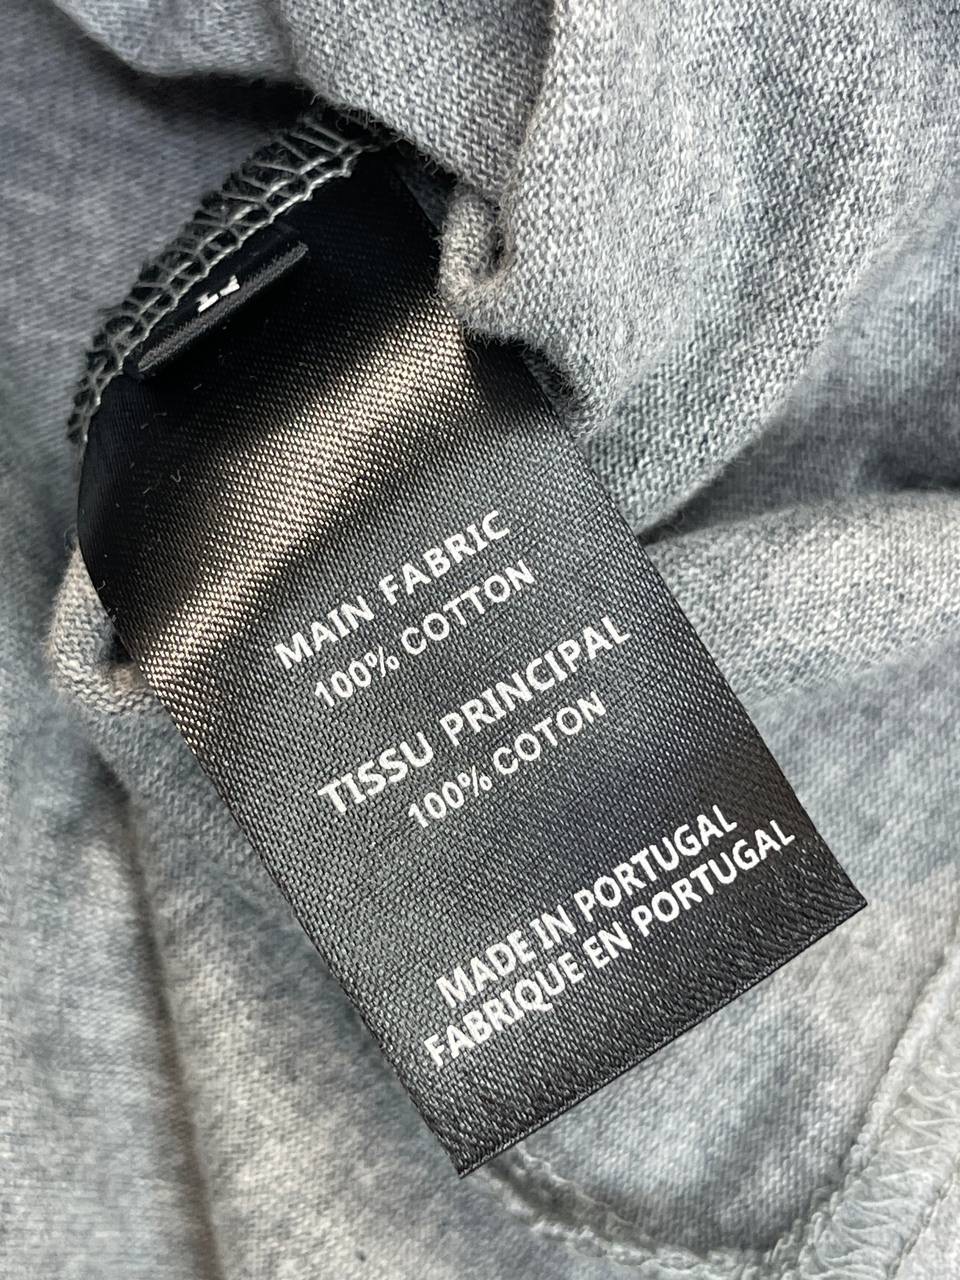 MAIN FABRIC
100% COTTON
TISSU PRINCIPAL
100% COTON
MADE IN PORTUGAL
FABRIQUE EN PORTUGAL